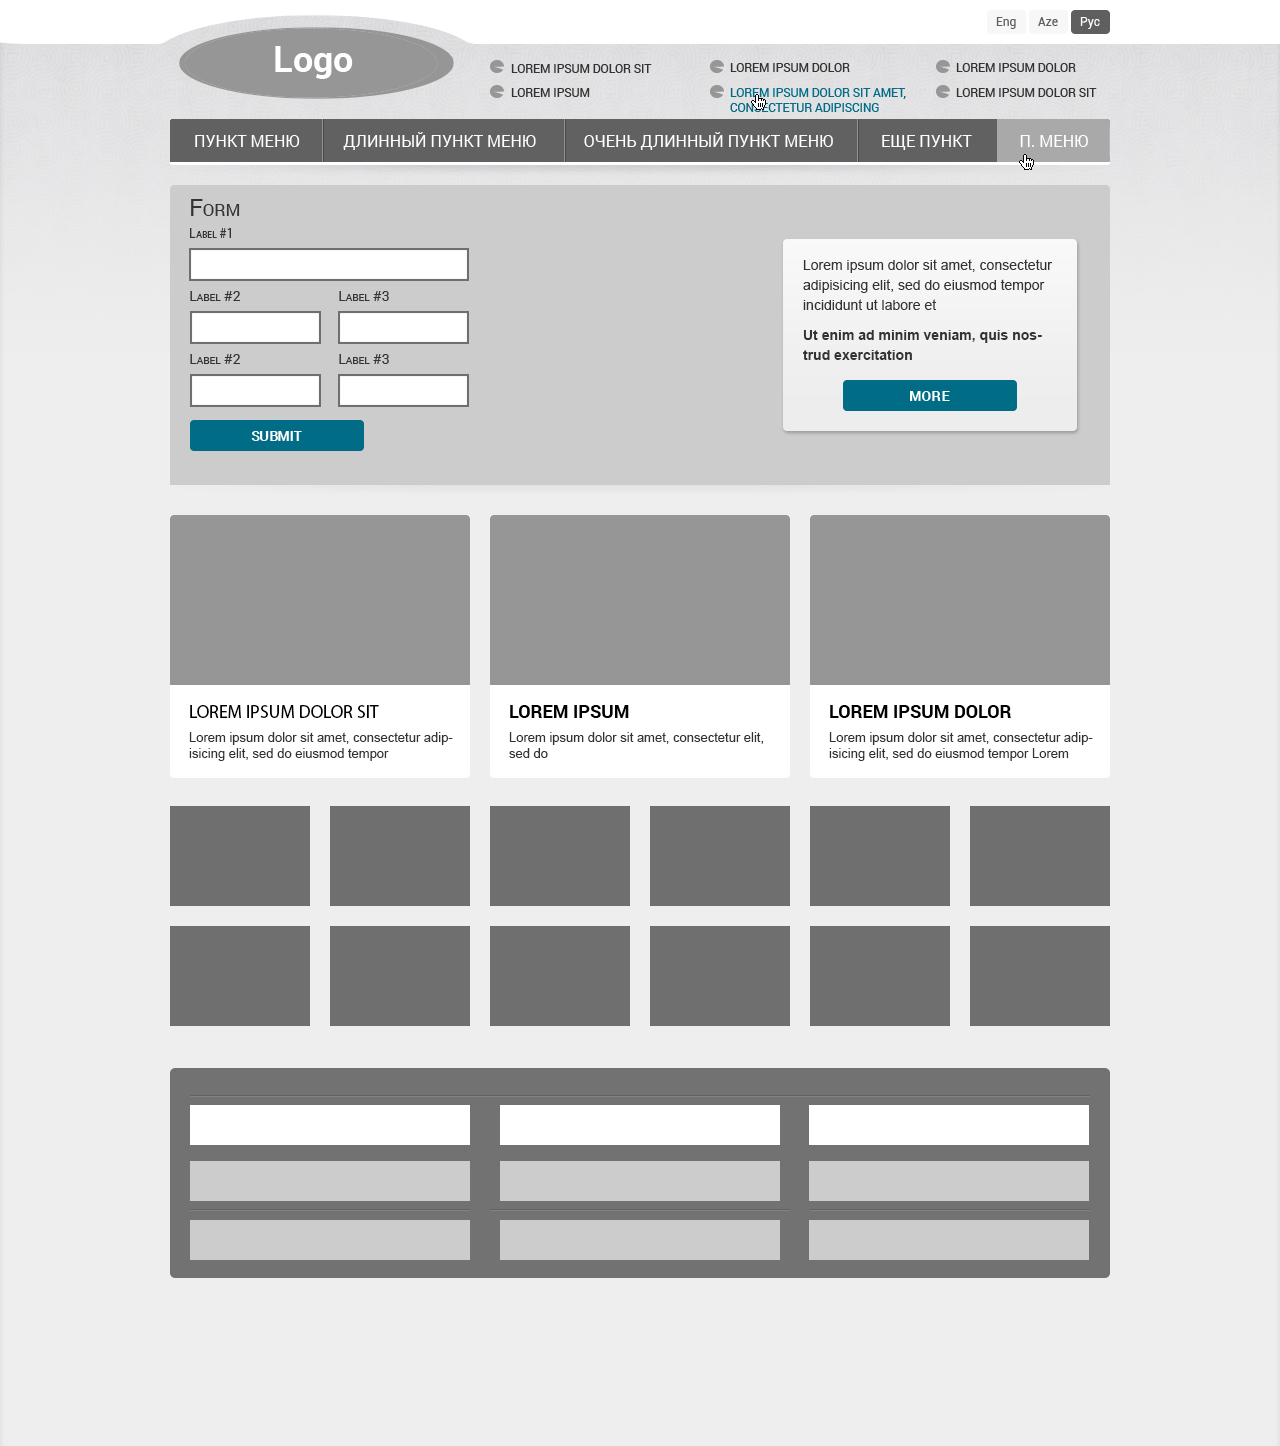 Eng Aze Рус
Logo
LOREM IPSUM DOLOR SIT LOREM IPSUM DOLOR LOREM IPSUM DOLOR
LOREM IPSUM LOREM IPSUM DOLOR SIT AMET, LOREM IPSUM DOLOR SIT
CONSECTETUR ADIPISCING
ПУНКТ МЕНЮ ДЛИННЫЙ ПУНКТ МЕНЮ ОЧЕНЬ ДЛИННЫЙ ПУНКТ МЕНЮ ЕЩЕ ПУНКТ П. МЕНЮ
Form
Label #1
Label #2 Label #3
Label #2 Label #3
SUBMIT
Lorem ipsum dolor sit amet, consectetur
adipisicing elit, sed do eiusmod tempor
incididunt ut labore et
Ut enim ad minim veniam, quis nos-
trud exercitation
MORE
LOREM IPSUM DOLOR SIT
Lorem ipsum dolor sit amet, consectetur adip-
isicing elit, sed do eiusmod tempor
LOREM IPSUM
Lorem ipsum dolor sit amet, consectetur elit,
sed do
LOREM IPSUM DOLOR
Lorem ipsum dolor sit amet, consectetur adip-
isicing elit, sed do eiusmod tempor Lorem